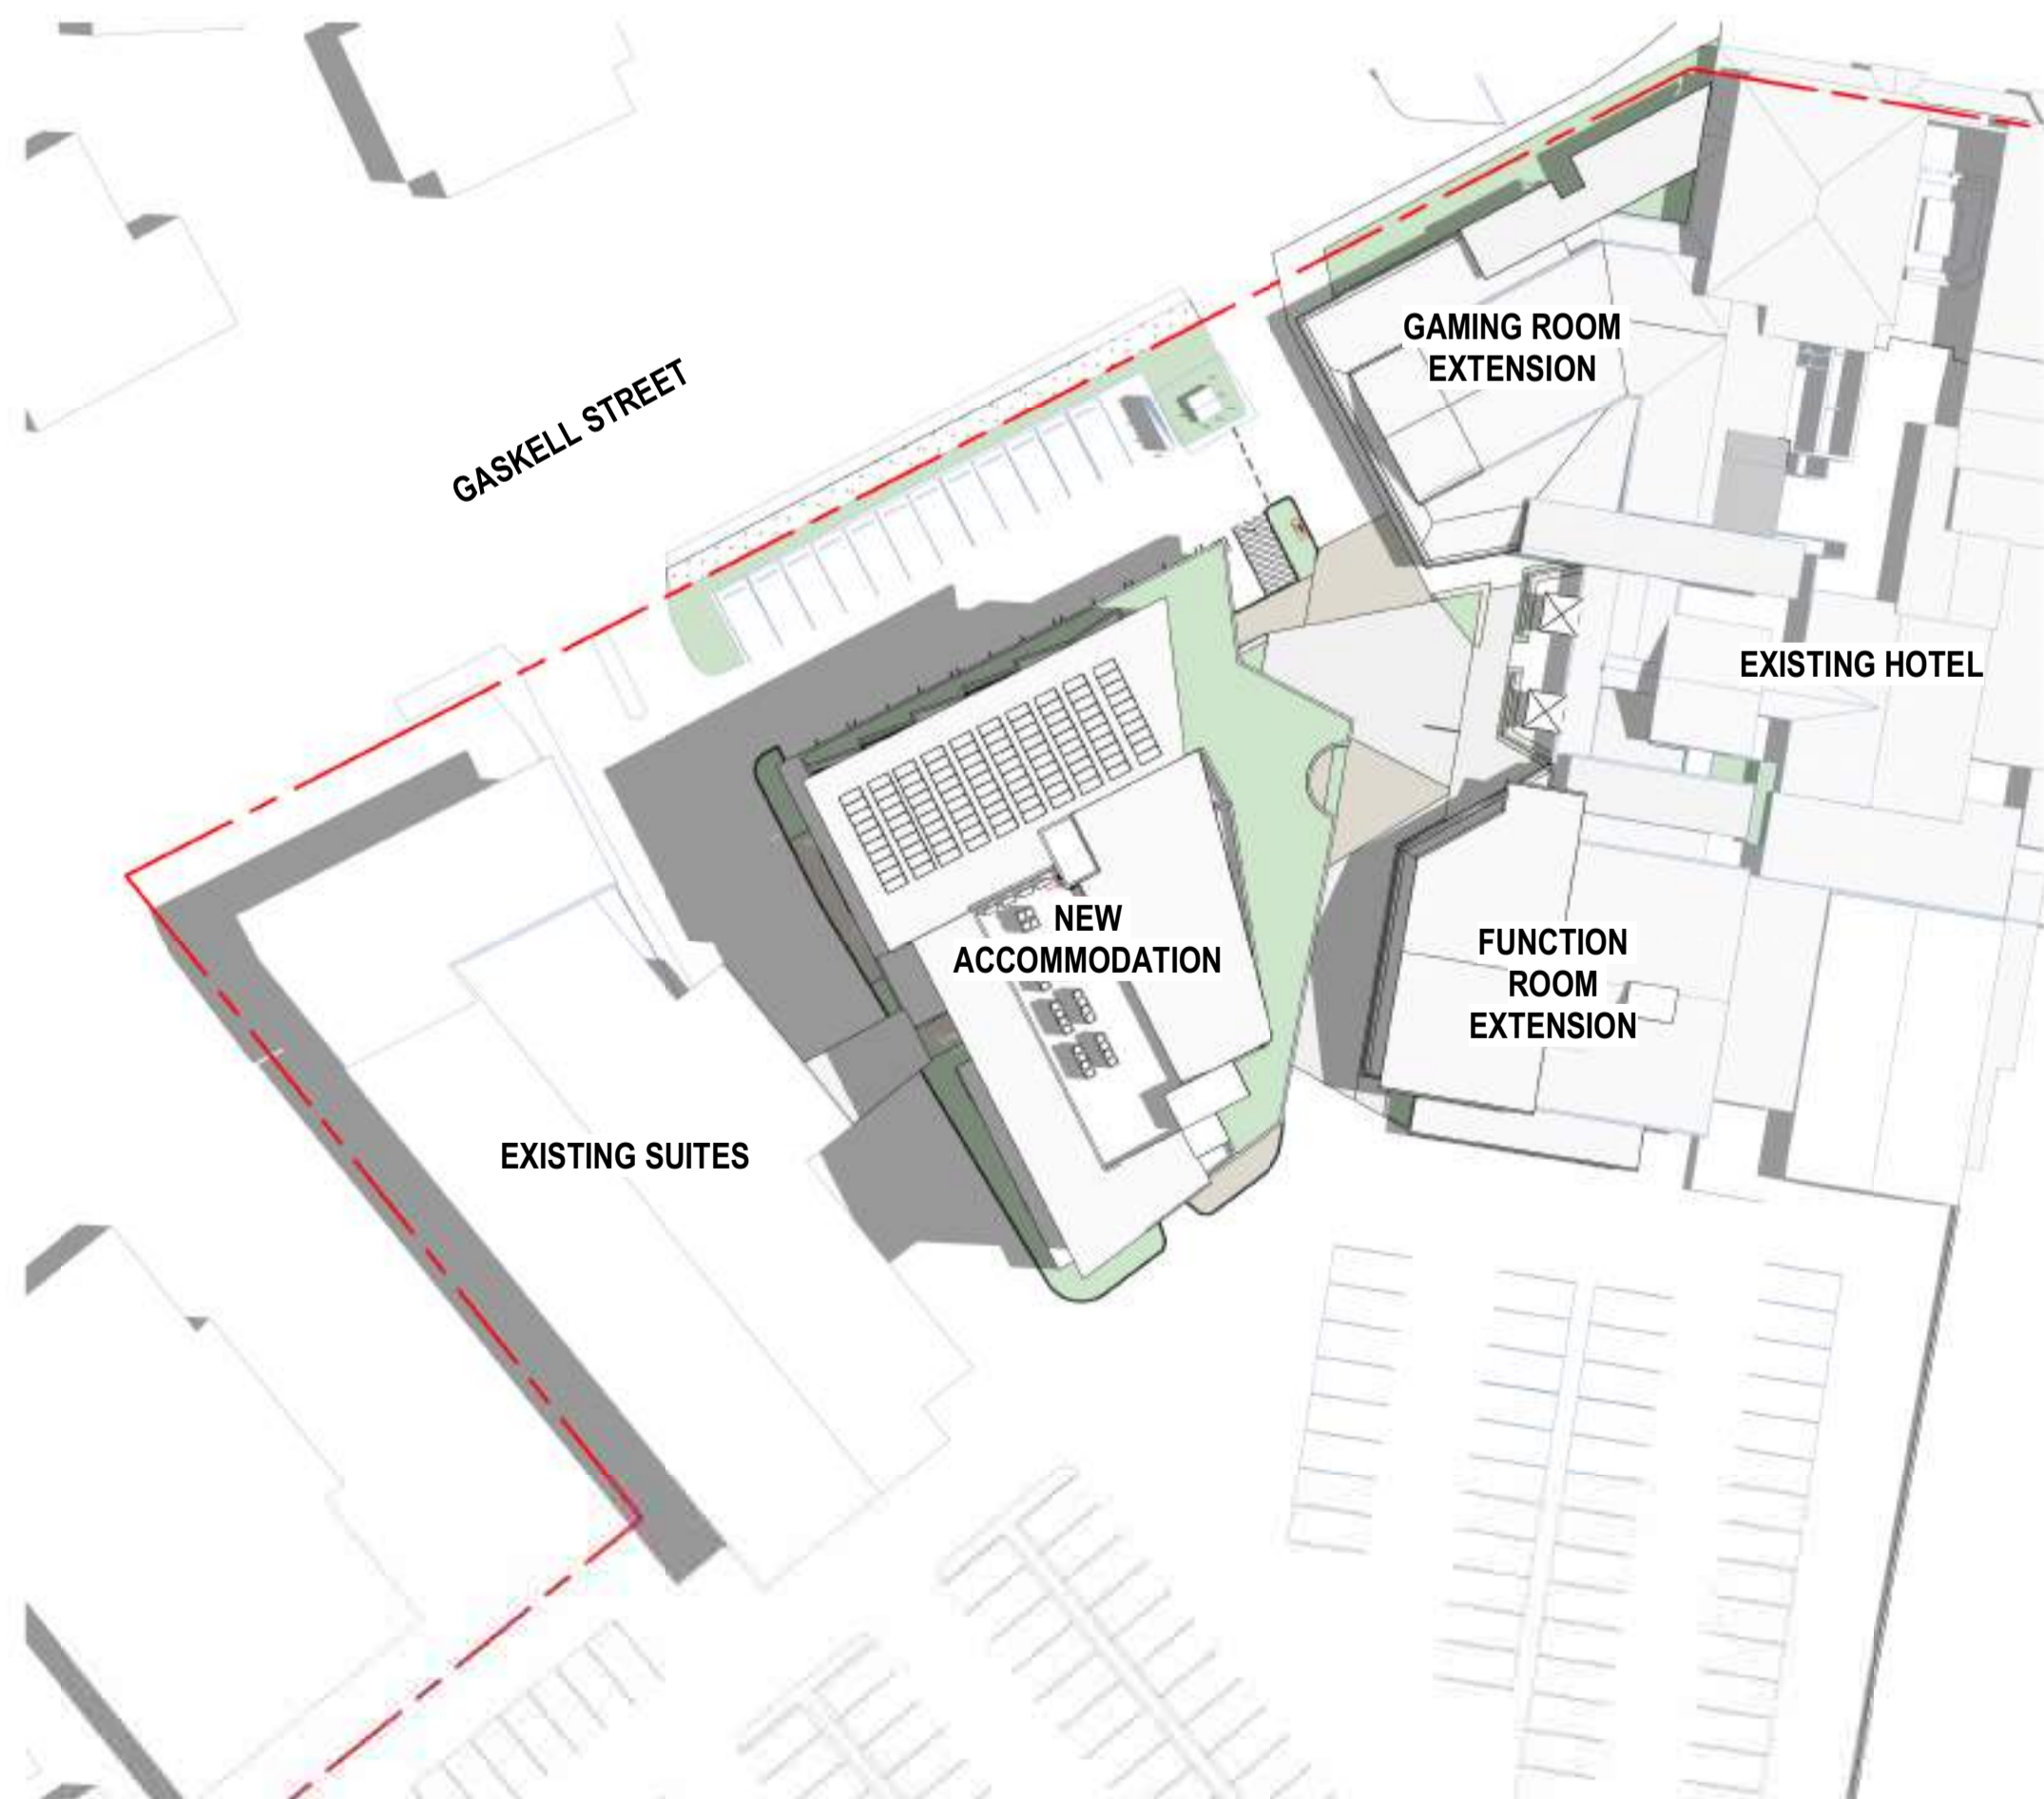 GAMING ROOM
EXTENSION
GASKELL STREET
EXISTING HOTEL
NEW
ACCOMMODATION
FUNCTION
ROOM
EXTENSION
EXISTING SUITES